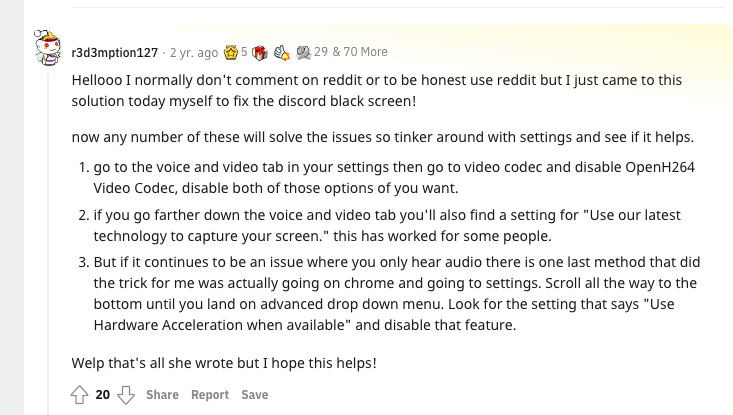 r3d3mption127 · 2 yr. ago 5 29 & 70 More
Hellooo I normally don't comment on reddit or to be honest use reddit but I just came to this
solution today myself to fix the discord black screen!
now any number of these will solve the issues so tinker around with settings and see if it helps.
1. go to the voice and video tab in your settings then go to video codec and disable OpenH264
Video Codec, disable both of those options of you want.
2. if you go farther down the voice and video tab you'll also find a setting for "Use our latest
technology to capture your screen." this has worked for some people.
3. But if it continues to be an issue where you only hear audio there is one last method that did
the trick for me was actually going on chrome and going to settings. Scroll all the way to the
bottom until you land on advanced drop down menu. Look for the setting that says "Use
Hardware Acceleration when available" and disable that feature.
Welp that's all she wrote but I hope this helps!
20 Share Report Save